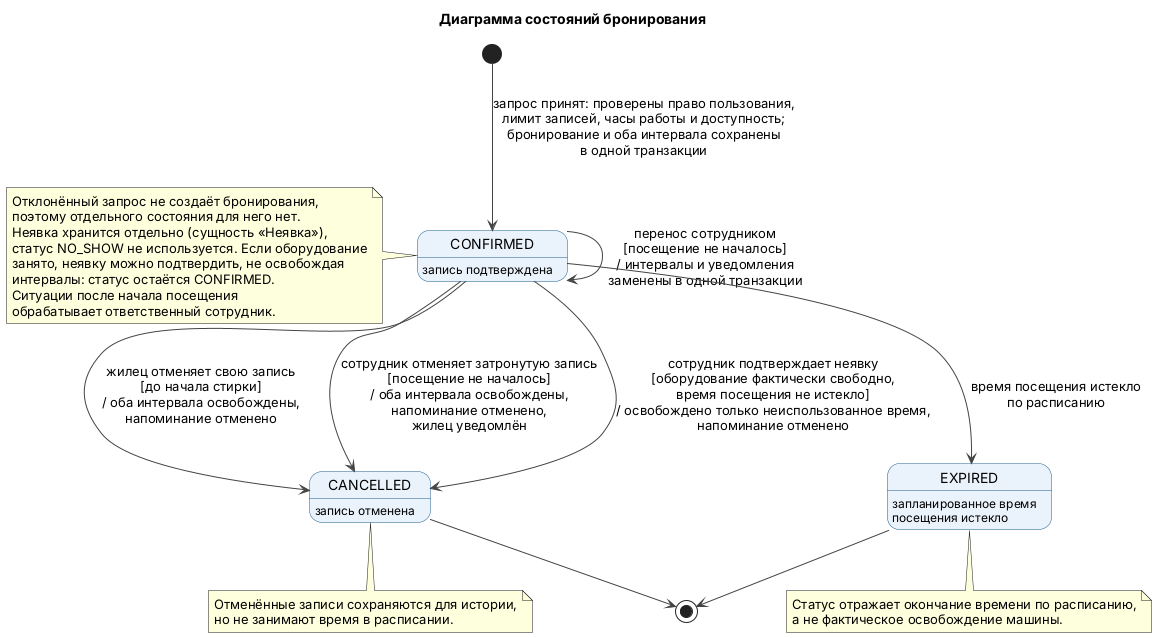 Диаграмма состояний бронирования
запрос принят: проверены право пользования,
лимит записей, часы работы и доступность;
бронирование и оба интервала сохранены
в одной транзакции
Отклонённый запрос не создаёт бронирования,
поэтому отдельного состояния для него нет.
Неявка хранится отдельно (сущность «Неявка»),
статус NO_SHOW не используется. Если оборудование
занято, неявку можно подтвердить, не освобождая
интервалы: статус остаётся CONFIRMED.
Ситуации после начала посещения
обрабатывает ответственный сотрудник.
CONFIRMED
запись подтверждена
перенос сотрудником
[посещение не началось]
/ интервалы и уведомления
заменены в одной транзакции
жилец отменяет свою запись
[до начала стирки]
/ оба интервала освобождены,
напоминание отменено
сотрудник отменяет затронутую запись
[посещение не началось]
/ оба интервала освобождены,
напоминание отменено,
жилец уведомлён
сотрудник подтверждает неявку
[оборудование фактически свободно,
время посещения не истекло]
/ освобождено только неиспользованное время,
напоминание отменено
время посещения истекло
по расписанию
CANCELLED
запись отменена
EXPIRED
запланированное время
посещения истекло
Отменённые записи сохраняются для истории,
но не занимают время в расписании.
Статус отражает окончание времени по расписанию,
а не фактическое освобождение машины.